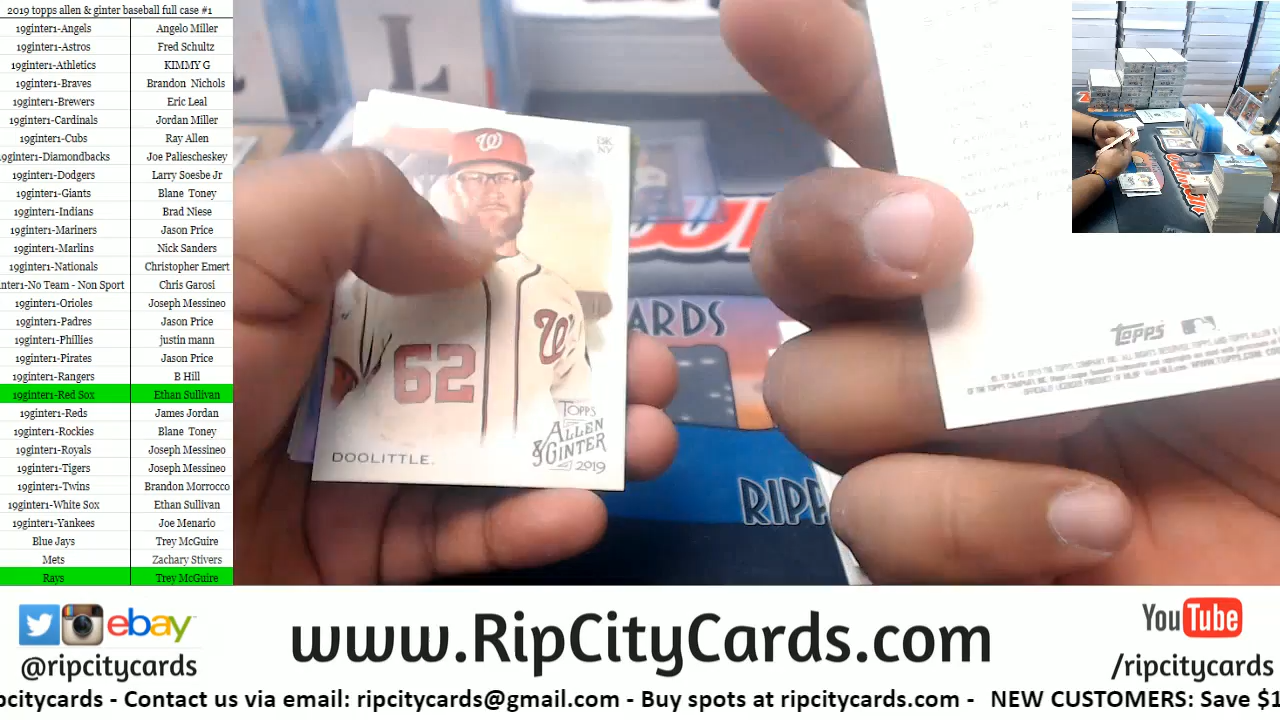 2019 topps allen & ginter baseball full case #1
19ginter1-Angels Angelo Miller
19ginter1-Astros Fred Schultz
19ginter1-Athletics KIMMY G
19ginter1-Braves Brandon Nichols
19ginter1-Brewers Eric Leal
19ginter1-Cardinals Jordan Miller
19ginter1-Cubs Ray Allen
9ginter1-Diamondbacks Joe Paliescheskey
19ginter1-Dodgers Larry Soesbe Jr
19ginter1-Giants Blane Toney
19ginter1-Indians Brad Niese
19ginter1-Mariners Jason Price
19ginter1-Marlins Nick Sanders
19ginter1-Nationals Christopher Emert
inter1-No Team - Non Sport Chris Garosi
19ginter1-Orioles Joseph Messineo
19ginter1-Padres Jason Price
19ginter1-Phillies justin mann
19ginter1-Pirates Jason Price
19ginter1-Rangers B Hill
19ginter1-Red Sox Ethan Sullivan
19ginter1-Reds James Jordan
19ginter1-Rockies Blane Toney
19ginter1-Royals Joseph Messineo
19ginter1-Tigers Joseph Messineo
19ginter1-Twins Brandon Morrocco
19ginter1-White Sox Ethan Sullivan
19ginter1-Yankees Joe Menario
Blue Jays Trey McGuire
Mets Zachary Stivers
Rays Trey McGuire
W
W
62
DOOLITTLE.
TOPPS
ALLEN
& GINTER
2019
ARDS
RIPP
topps
ebay
@ripcitycards
www.RipCityCards.com
YouTube
/ripcitycards
pcitycards - Contact us via email: ripcitycards@gmail.com - Buy spots at ripcitycards.com - NEW CUSTOMERS: Save $1